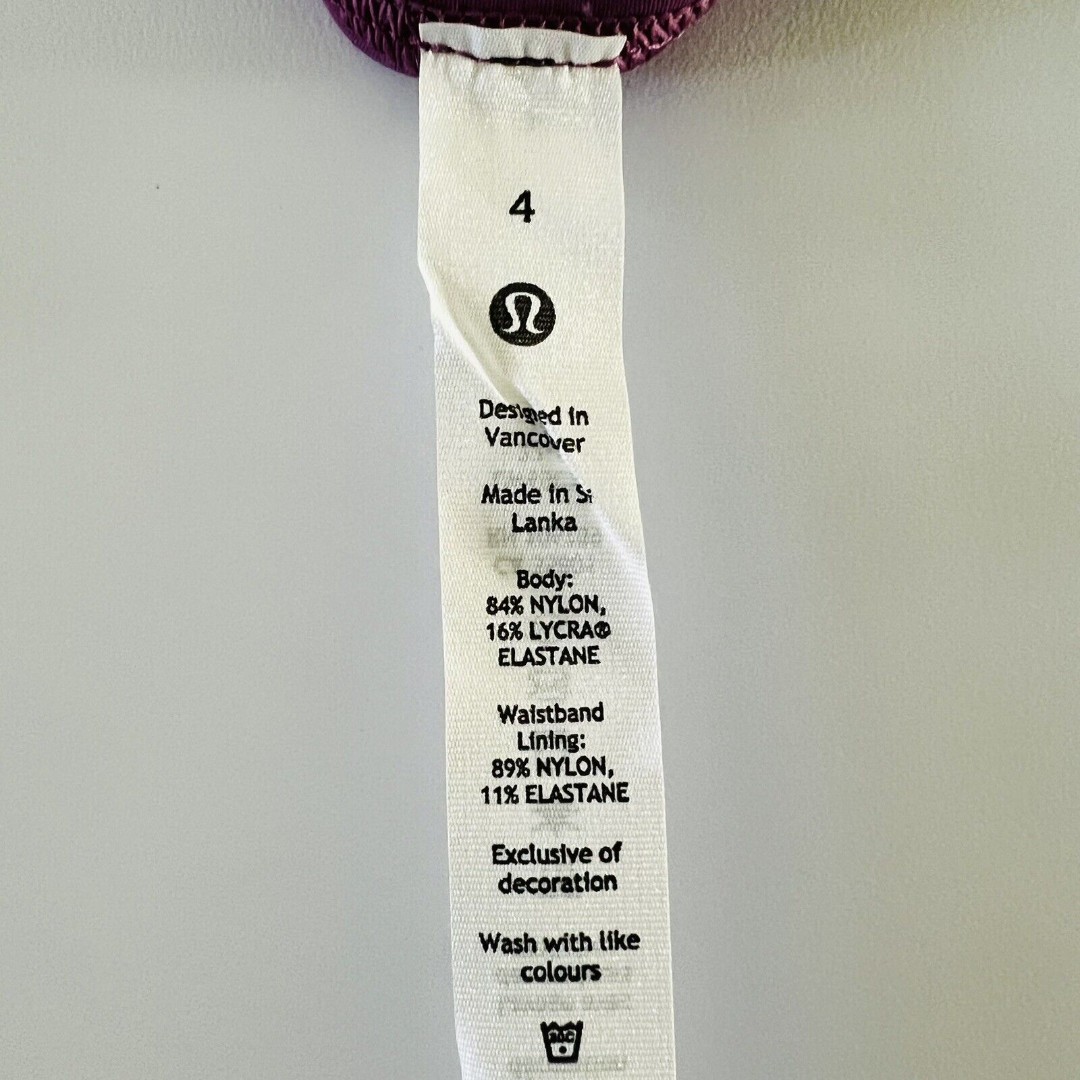 4
Designed in
Vancouver
Made in Sri
Lanka
Body:
84% NYLON,
16% LYCRA®
ELASTANE
Waistband
Lining:
89% NYLON,
11% ELASTANE
Exclusive of
decoration
Wash with like
colours